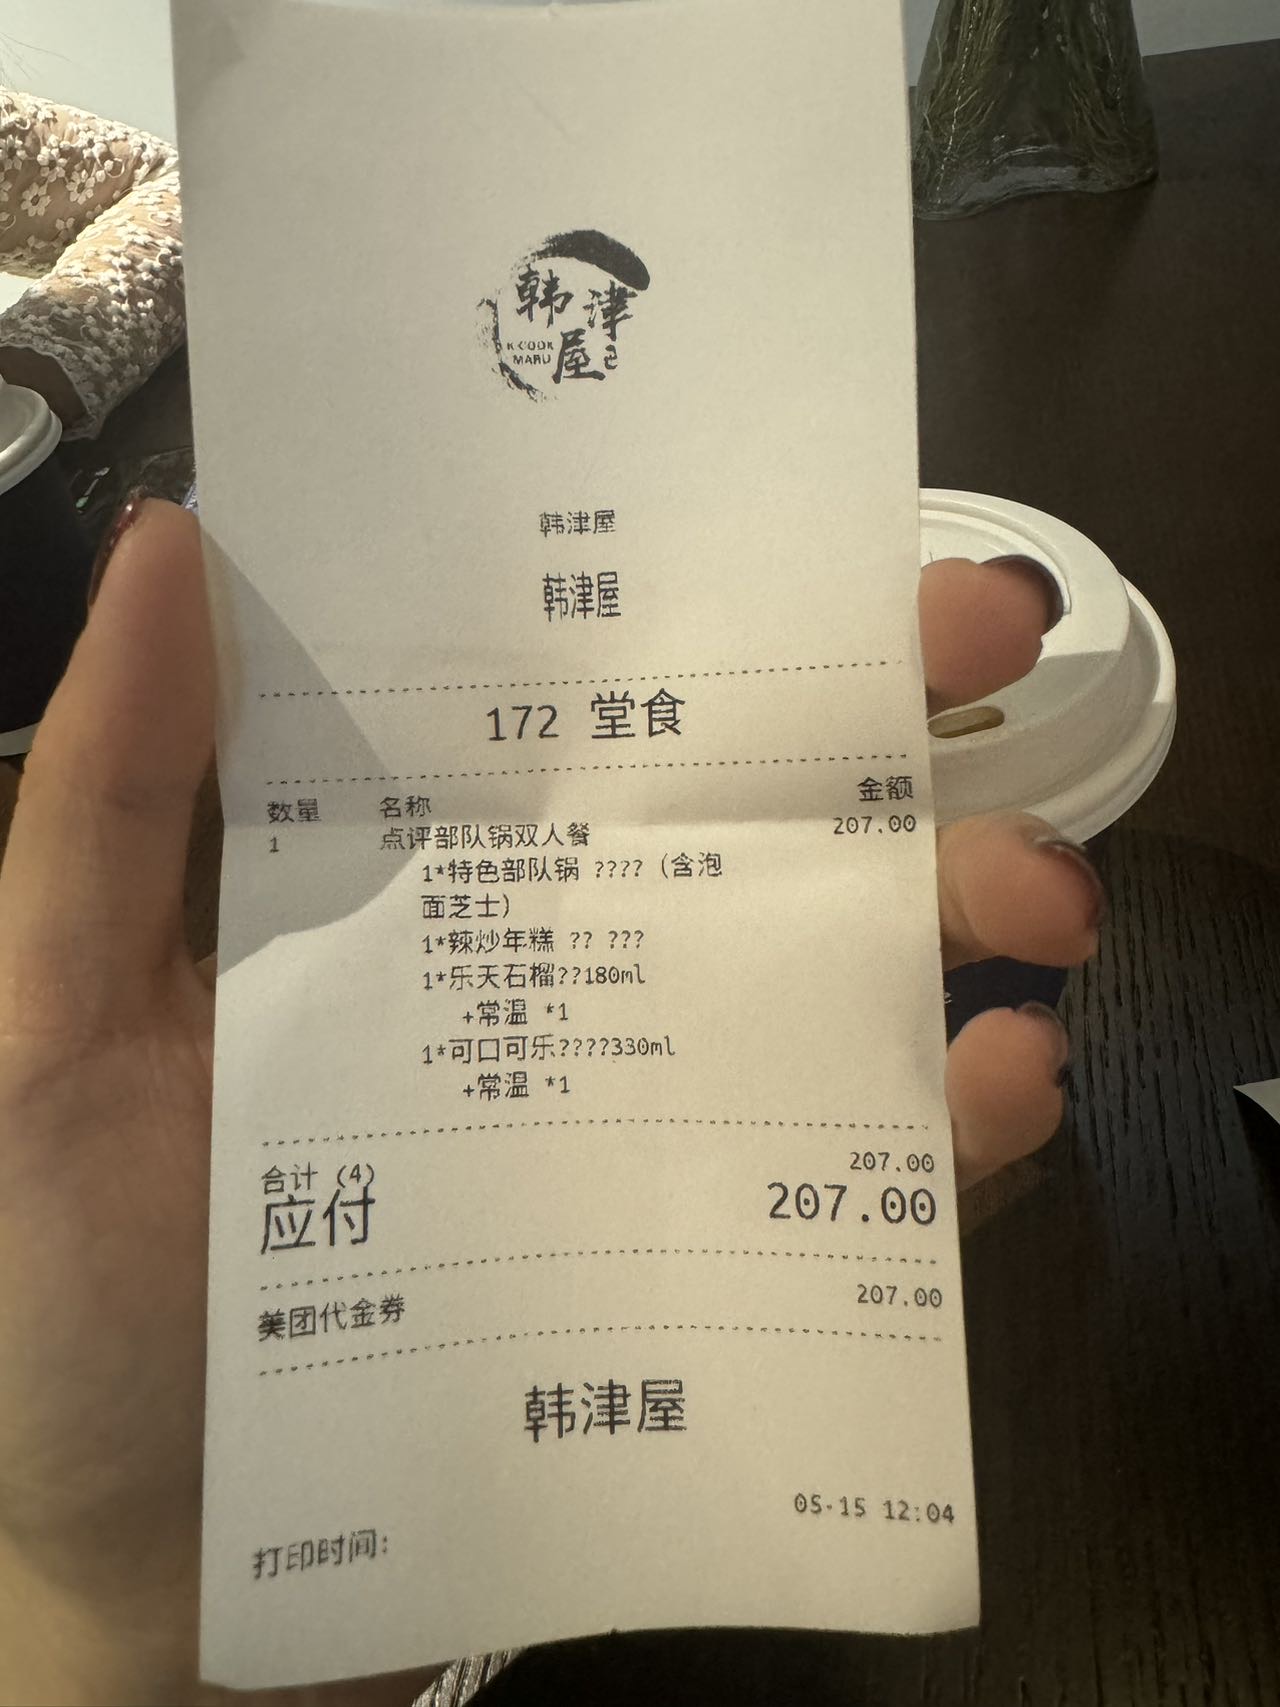 韩津
K COOK
MARU
屋
韩津屋
韩津屋
172 堂食
数量 名称 金额
1 点评部队锅双人餐 207.00
1*特色部队锅 ???? (含泡
面芝士)
1*辣炒年糕 ?? ???
1*乐天石榴??180ml
+常温 *1
1*可口可乐????330ml
+常温 *1
合计 (4) 207.00
应付 207.00
美团代金券 207.00
韩津屋
打印时间: 05-15 12:04